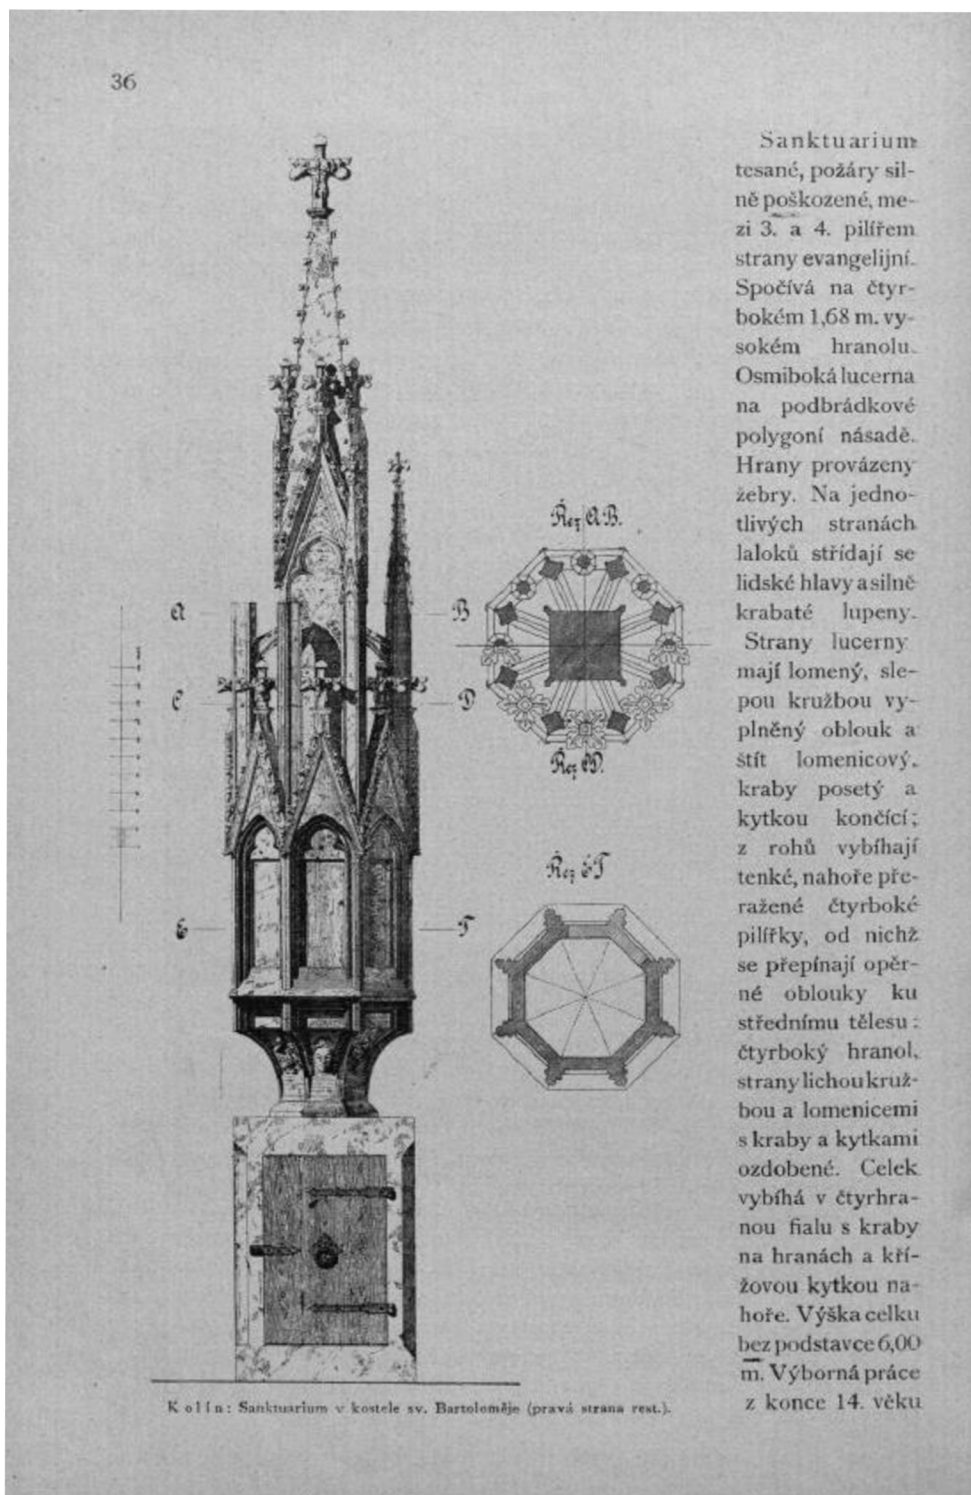 36
Sanktuarium
tesané, požáry sil-
ně poškozené, me-
zi 3. a 4. pilířem
strany evangelijní.
Spočívá na čtyr-
bokém 1,68 m. vy-
sokém hranolu.
Osmiboká lucerna
na podbrádkové
polygoní násadě.
Hrany provázeny
žebry. Na jedno-
tlivých stranách
laloků střídají se
lidské hlavy a silně
krabaté lupeny.
Strany lucerny
mají lomený, sle-
pou kružbou vy-
plněný oblouk a
štít lomenicový,
kraby posetý a
kytkou končící;
z rohů vybíhají
tenké, nahoře pře-
ražené čtyrboké
pilířky, od nichž
se přepínají opěr-
né oblouky ku
střednímu tělesu:
čtyrboký hranol,
strany lichou kruž-
bou a lomenicemi
s kraby a kytkami
ozdobené. Celek
vybíhá v čtyrhra-
nou fialu s kraby
na hranách a kří-
žovou kytkou na-
hoře. Výška celku
bez podstavce 6,00
m. Výborná práce
z konce 14. věku
Řez AB.
A
B
C
D
Řez CD.
Řez EF
E
F
Kolín: Sanktuarium v kostele sv. Bartoloměje (pravá strana rest.).